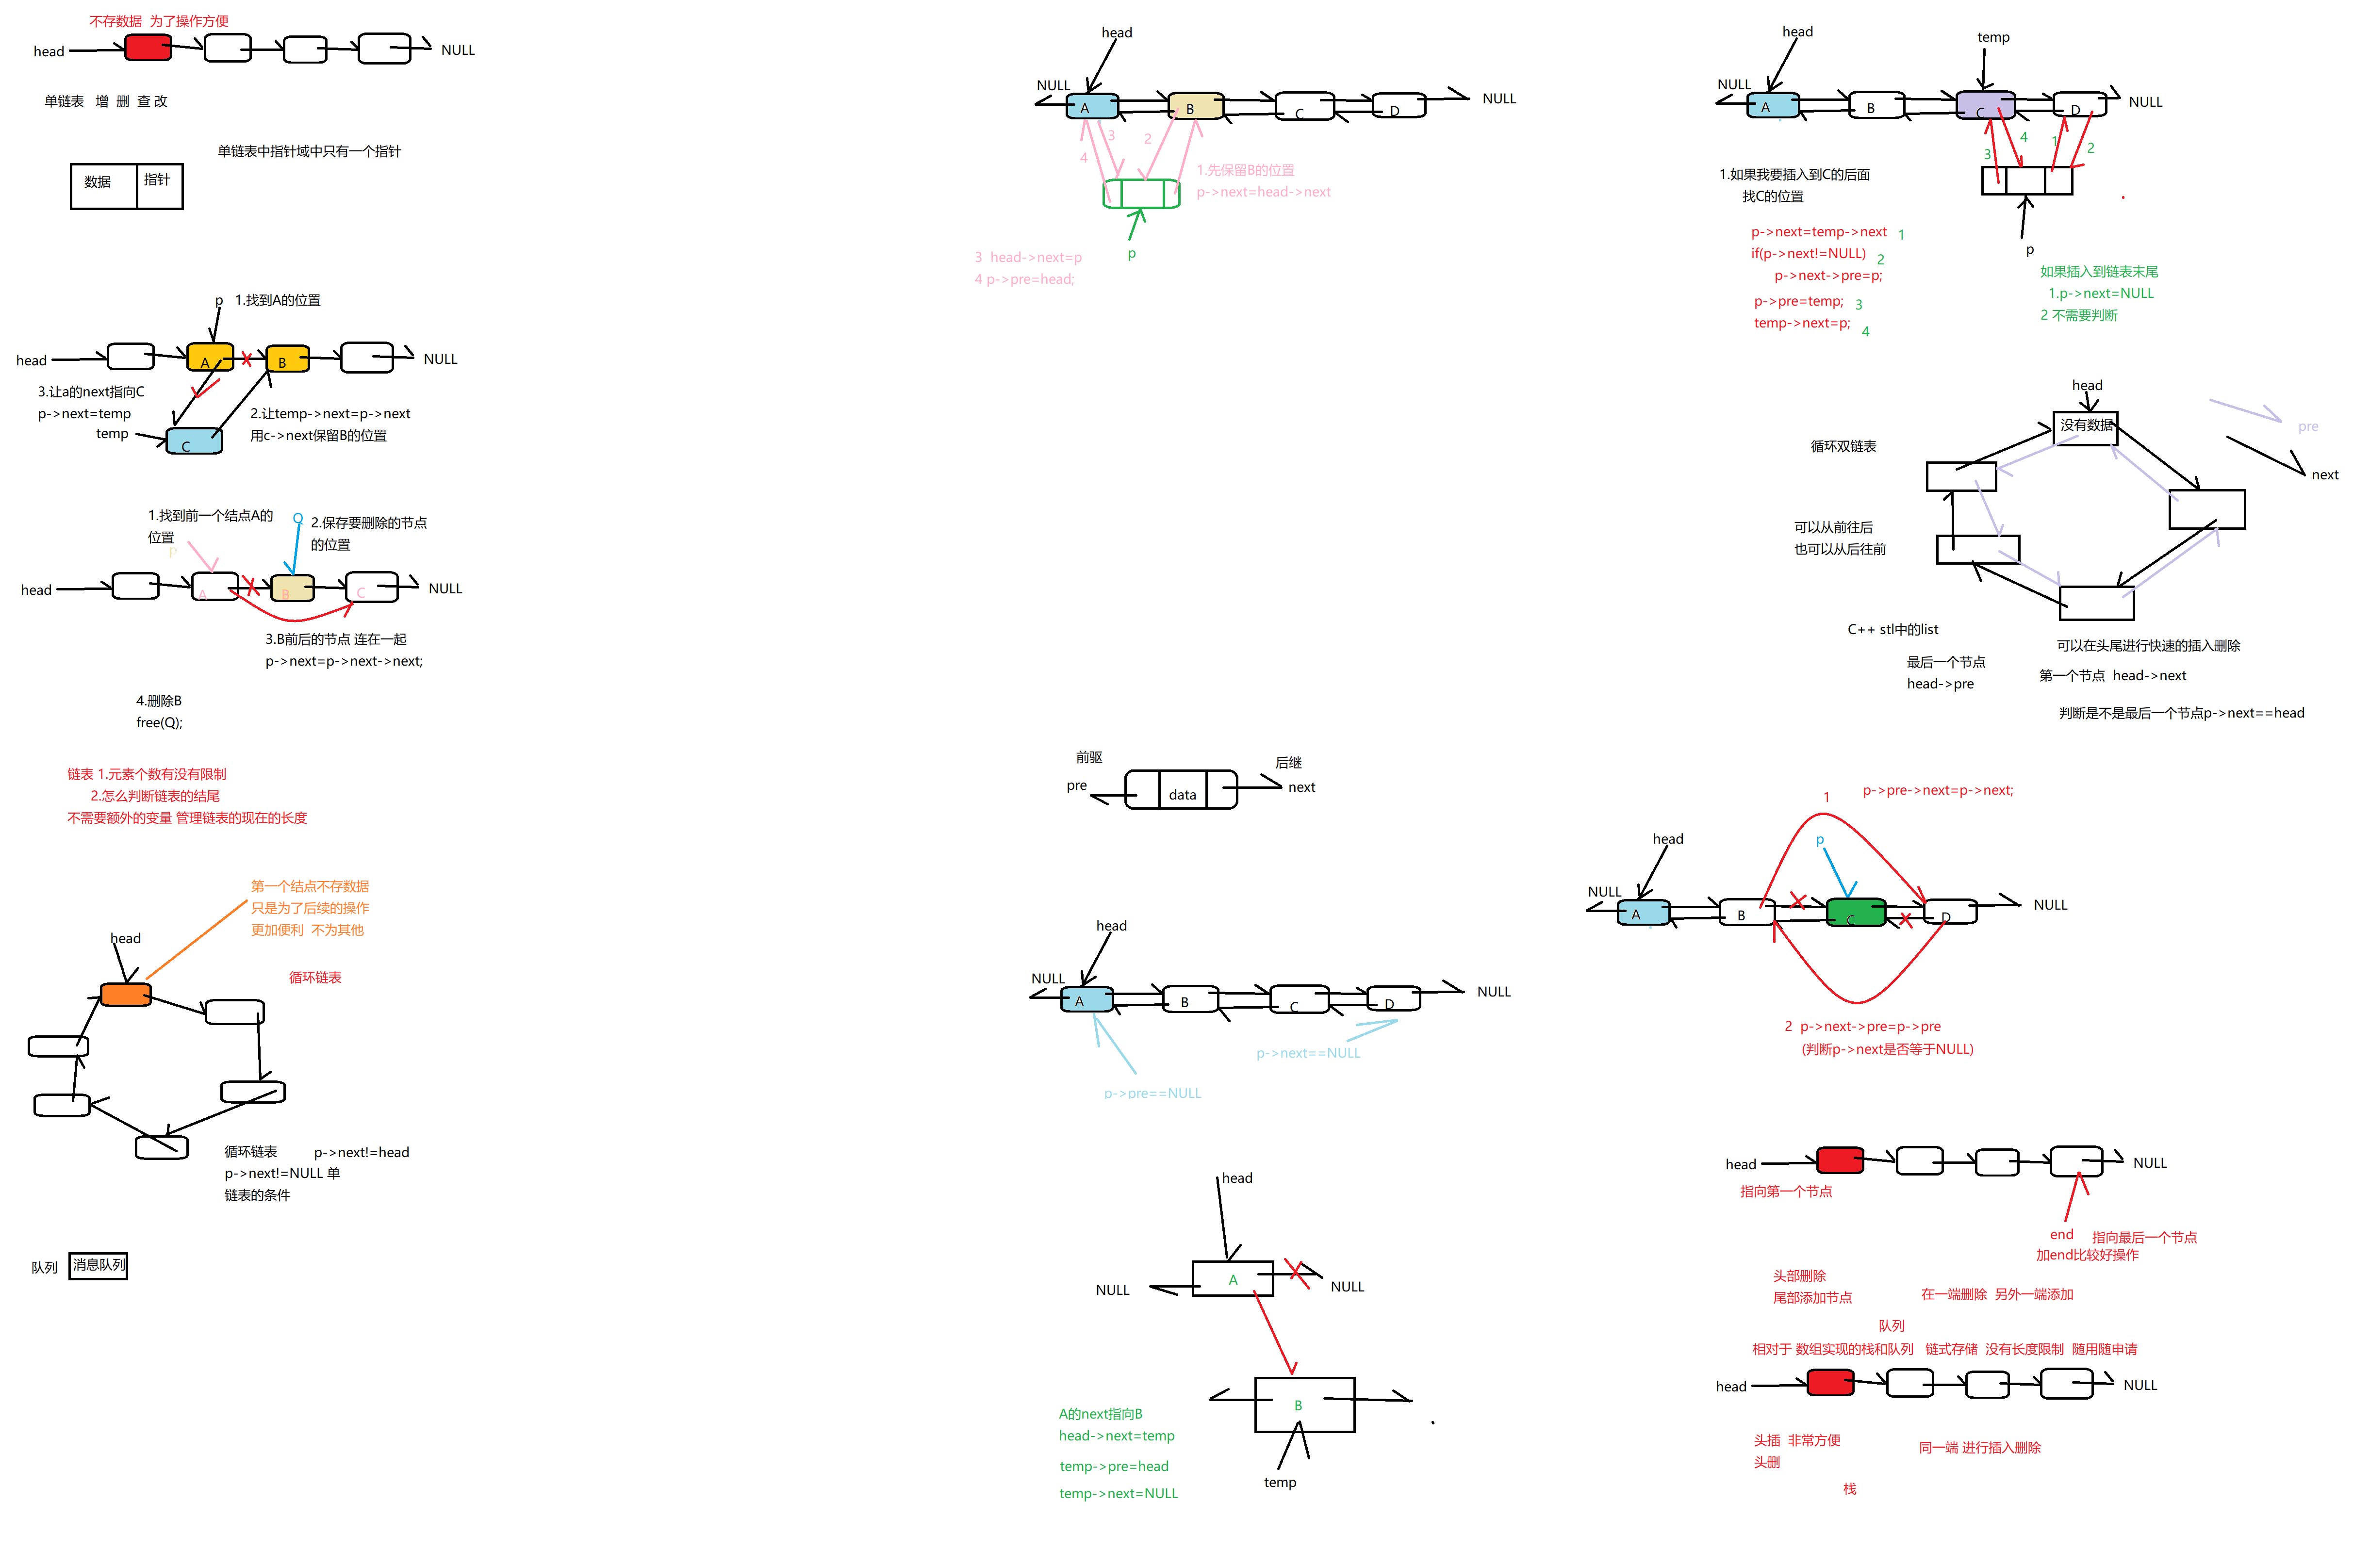 不存数据 为了操作方便
head
NULL
单链表 增 删 查 改
单链表中指针域中只有一个指针
数据
指针
p
1.找到A的位置
head
A
B
NULL
3.让a的next指向C
p->next=temp
temp
C
2.让temp->next=p->next
用c->next保留B的位置
1.找到前一个结点A的
位置
p
Q
2.保存要删除的节点
的位置
head
A
B
C
NULL
3.B前后的节点 连在一起
p->next=p->next->next;
4.删除B
free(Q);
链表 1.元素个数有没有限制
2.怎么判断链表的结尾
不需要额外的变量 管理链表的现在的长度
第一个结点不存数据
只是为了后续的操作
更加便利 不为其他
head
循环链表
循环链表 p->next!=head
p->next!=NULL 单
链表的条件
队列
消息队列
head
NULL
A
B
C
D
NULL
3
4
2
1.先保留B的位置
p->next=head->next
3 head->next=p
4 p->pre=head;
p
前驱
pre
data
后继
next
head
NULL
A
B
C
D
NULL
p->next==NULL
p->pre==NULL
head
A
NULL
NULL
B
A的next指向B
head->next=temp
temp->pre=head
temp->next=NULL
temp
head
temp
NULL
A
B
C
D
NULL
4
1
2
3
1.如果我要插入到C的后面
找C的位置
p->next=temp->next 1
if(p->next!=NULL) 2
p->next->pre=p;
p->pre=temp; 3
temp->next=p; 4
p
如果插入到链表末尾
1.p->next=NULL
2 不需要判断
head
没有数据
pre
next
循环双链表
可以从前往后
也可以从后往前
C++ stl中的list
可以在头尾进行快速的插入删除
最后一个节点
head->pre
第一个节点 head->next
判断是不是最后一个节点p->next==head
1
p->pre->next=p->next;
head
p
NULL
A
B
C
D
NULL
2 p->next->pre=p->pre
(判断p->next是否等于NULL)
head
NULL
指向第一个节点
end 指向最后一个节点
加end比较好操作
头部删除
尾部添加节点
在一端删除 另外一端添加
队列
相对于 数组实现的栈和队列 链式存储 没有长度限制 随用随申请
head
NULL
头插 非常方便
头删
同一端 进行插入删除
栈